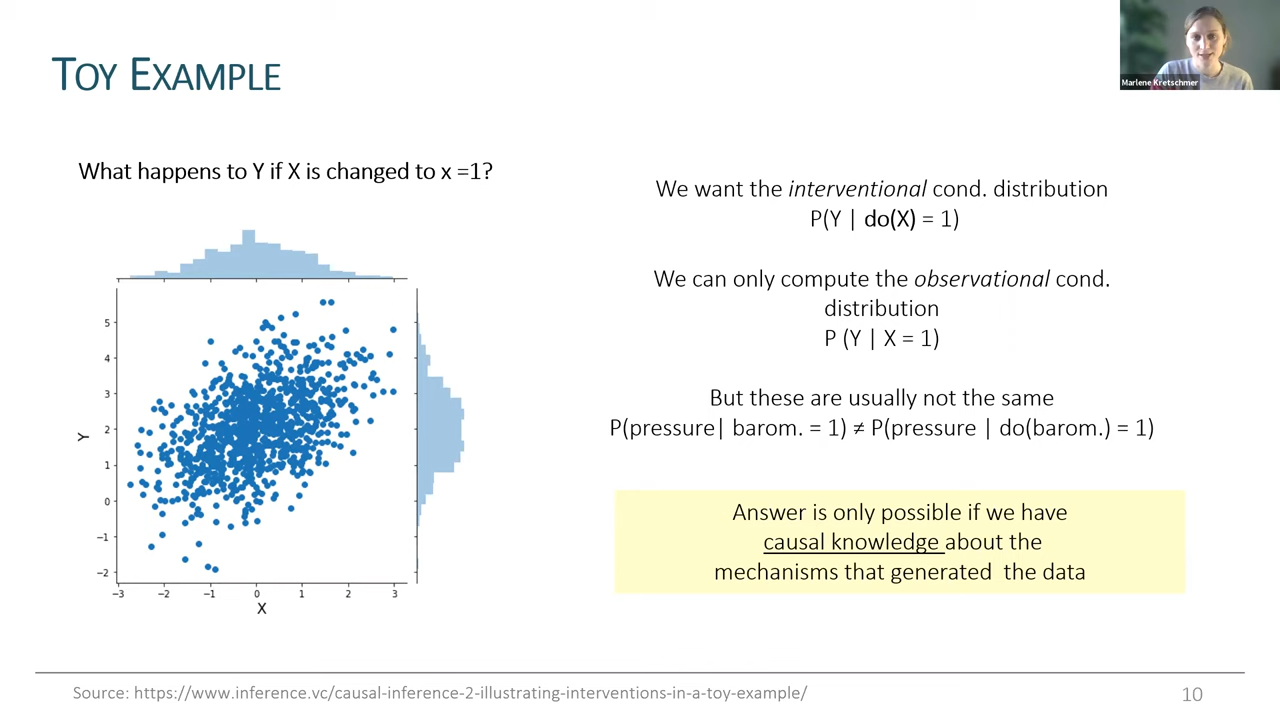 TOY EXAMPLE
Marlene Kretschmer
What happens to Y if X is changed to x =1?
5
4
3
2
1
0
−1
−2
Y
−3
−2
−1
0
1
2
3
X
We want the interventional cond. distribution
P(Y | do(X) = 1)
We can only compute the observational cond.
distribution
P (Y | X = 1)
But these are usually not the same
P(pressure| barom. = 1) ≠ P(pressure | do(barom.) = 1)
Answer is only possible if we have
causal knowledge about the
mechanisms that generated the data
Source: https://www.inference.vc/causal-inference-2-illustrating-interventions-in-a-toy-example/
10